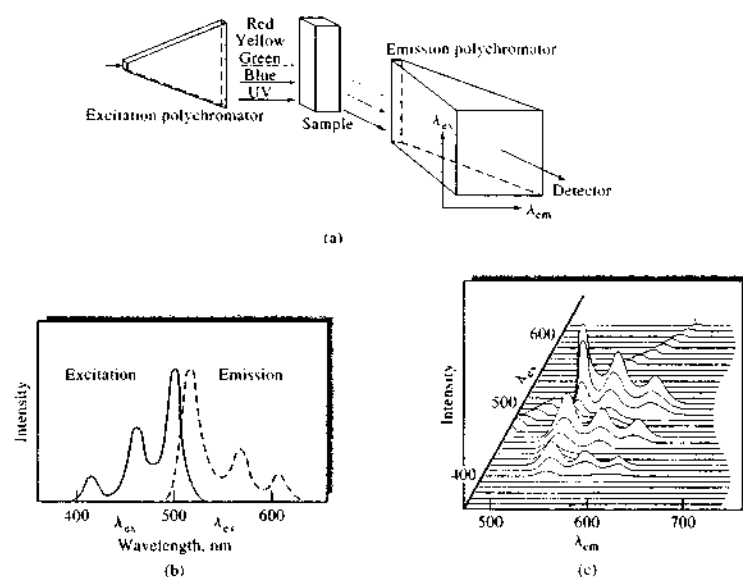 Red
Yellow
Green
Blue
UV
Excitation polychromator
Sample
Emission polychromator
λex
λem
Detector
(a)
Intensity
Excitation
Emission
400
500
600
λex
λex
Wavelength, nm
(b)
Intensity
600
λex
500
400
500
600
700
λem
(c)